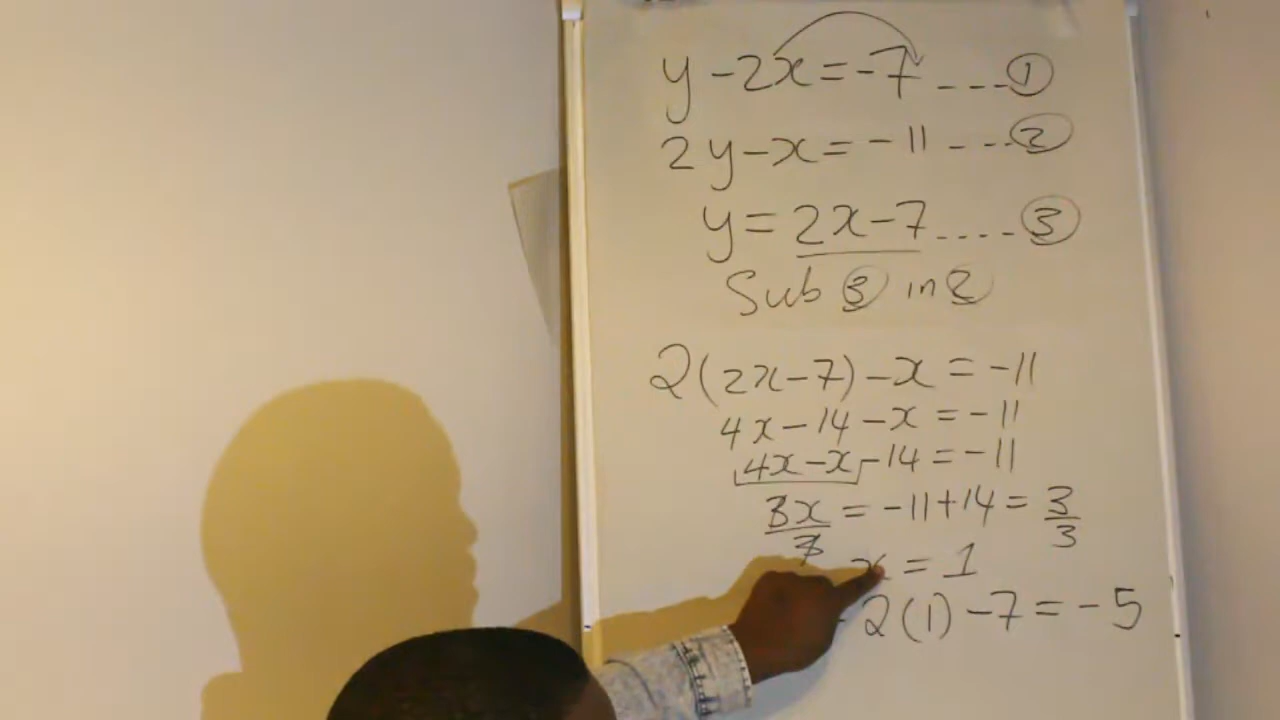 y-2x=-7 ---①
2y-x=-11 ---②
y=2x-7....③
Sub ③ in ②
2(2x-7)-x=-11
4x-14-x=-11
4x-x-14=-11
3x/3=-11+14=3/3
x=1
2(1)-7=-5